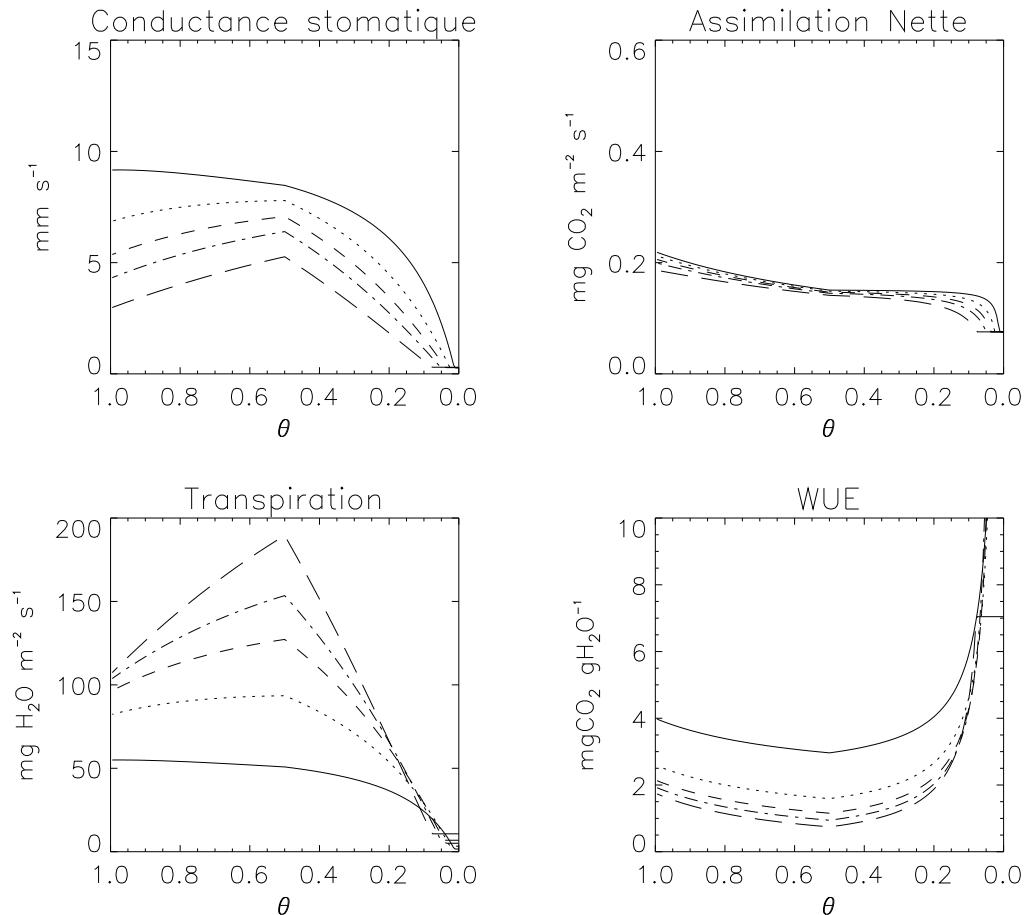 Conductance stomatique
15
10
5
0
mm s⁻¹
1.0 0.8 0.6 0.4 0.2 0.0
θ
Assimilation Nette
0.6
0.4
0.2
0.0
mg CO₂ m⁻² s⁻¹
1.0 0.8 0.6 0.4 0.2 0.0
θ
Transpiration
200
150
100
50
0
mg H₂O m⁻² s⁻¹
1.0 0.8 0.6 0.4 0.2 0.0
θ
WUE
10
8
6
4
2
0
mgCO₂ gH₂O⁻¹
1.0 0.8 0.6 0.4 0.2 0.0
θ